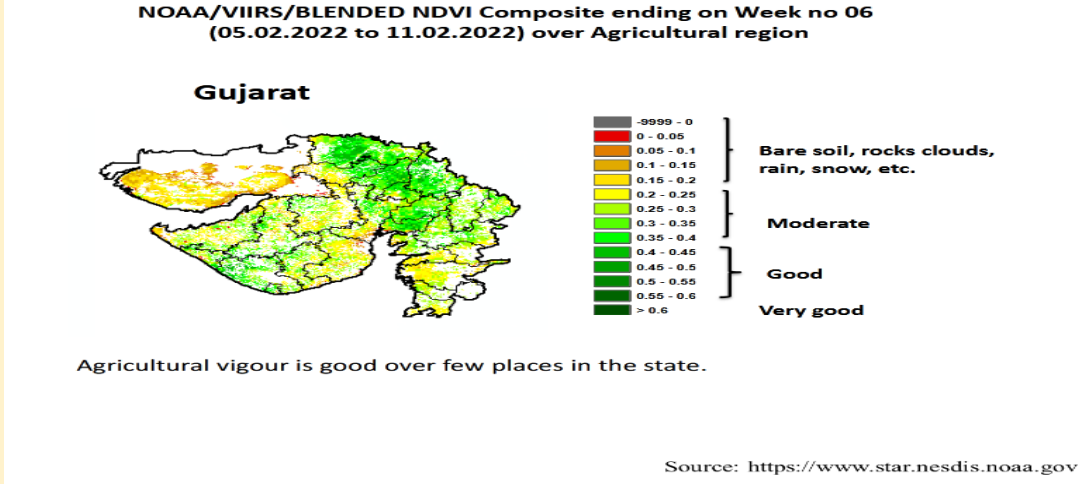 NOAA/VIIRS/BLENDED NDVI Composite ending on Week no 06
(05.02.2022 to 11.02.2022) over Agricultural region
Gujarat
-9999 - 0
0 - 0.05
0.05 - 0.1
0.1 - 0.15
0.15 - 0.2
0.2 - 0.25
0.25 - 0.3
0.3 - 0.35
0.35 - 0.4
0.4 - 0.45
0.45 - 0.5
0.5 - 0.55
0.55 - 0.6
> 0.6
Bare soil, rocks clouds,
rain, snow, etc.
Moderate
Good
Very good
Agricultural vigour is good over few places in the state.
Source: https://www.star.nesdis.noaa.gov